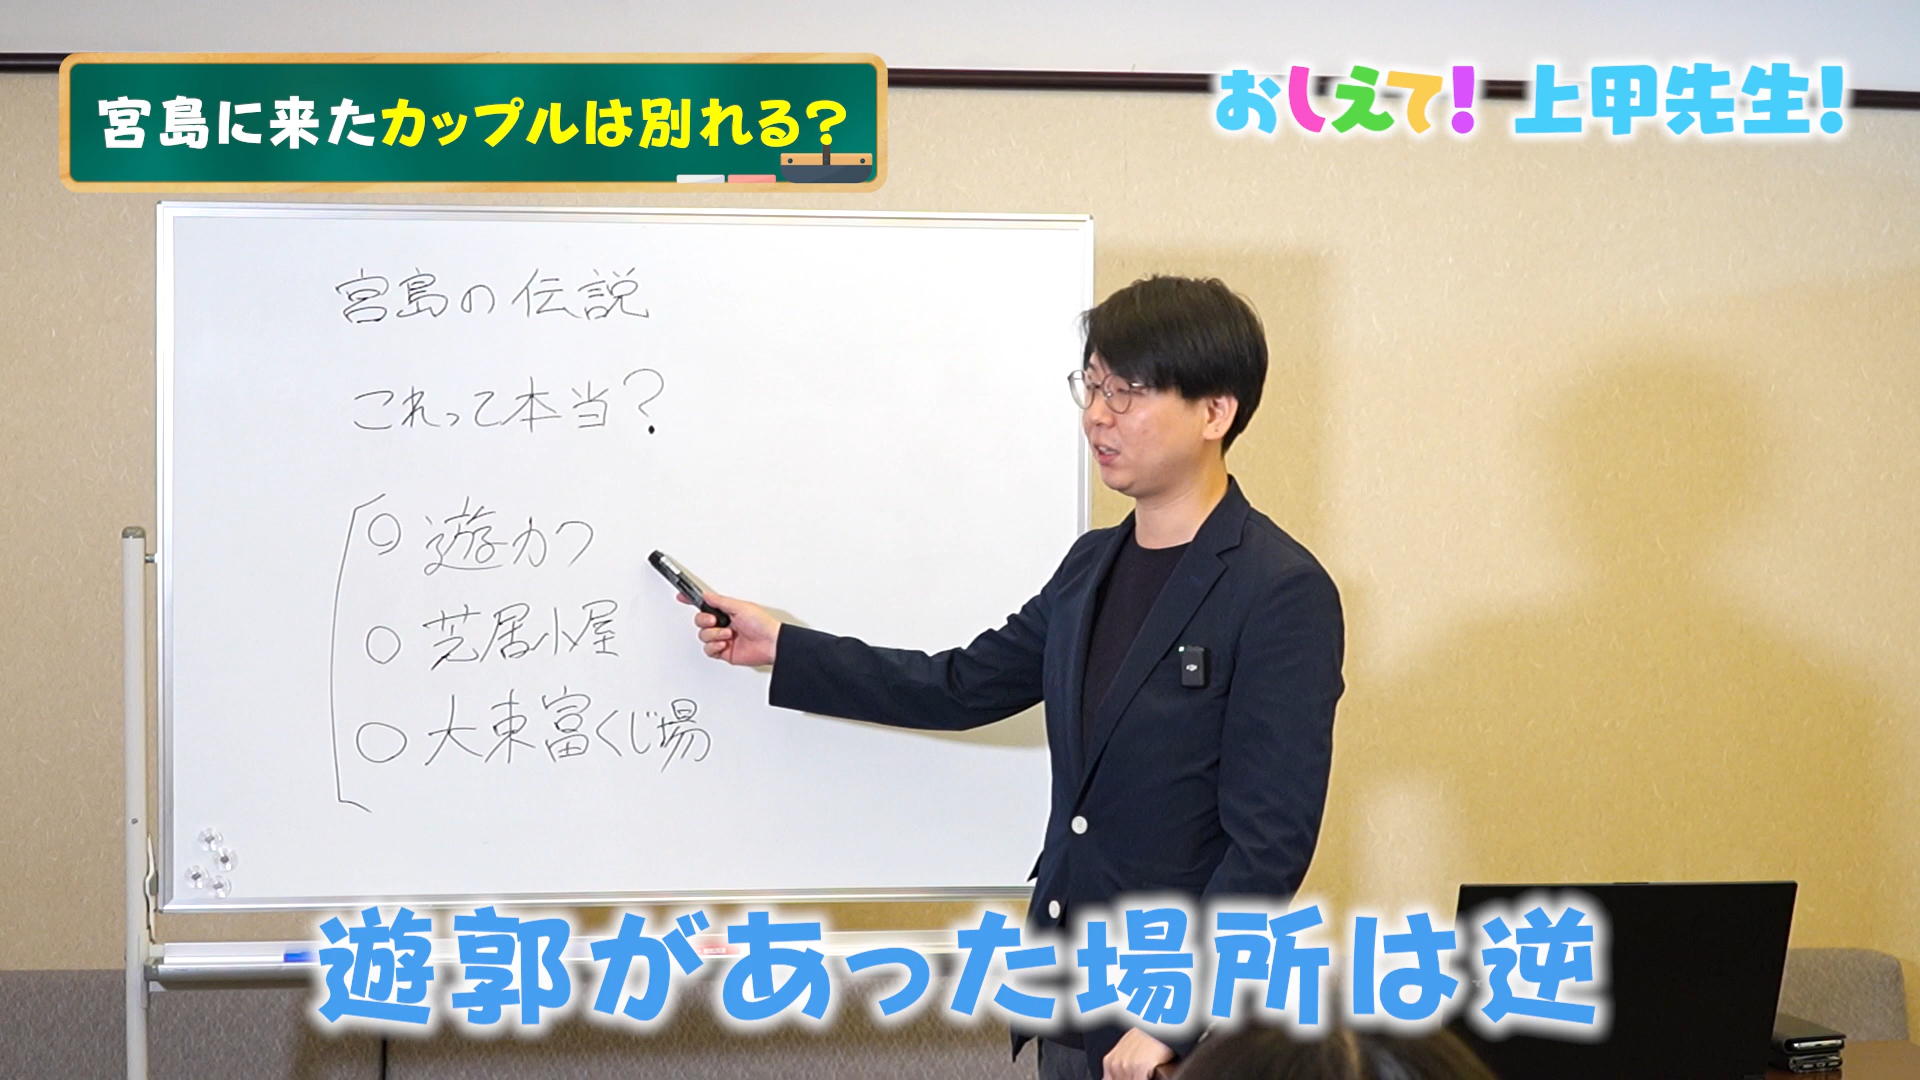 宮島に来たカップルは別れる?
おしえて!上甲先生!
宮島の伝説
これって本当?
○遊カク
○芝居小屋
○大東富くじ場
遊郭があった場所は逆